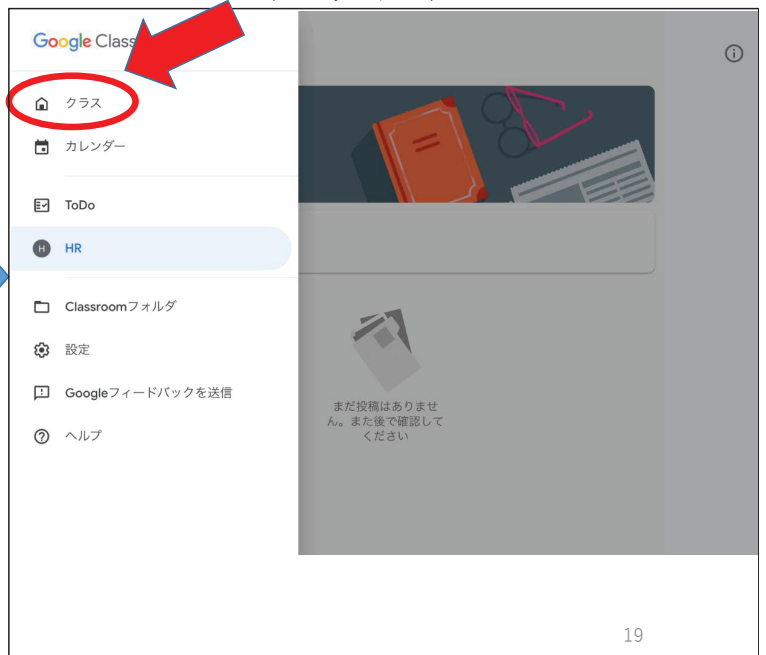 Google Class
クラス
カレンダー
ToDo
H HR
Classroomフォルダ
設定
Googleフィードバックを送信
ヘルプ
まだ投稿はありませ
ん。また後で確認して
ください
19